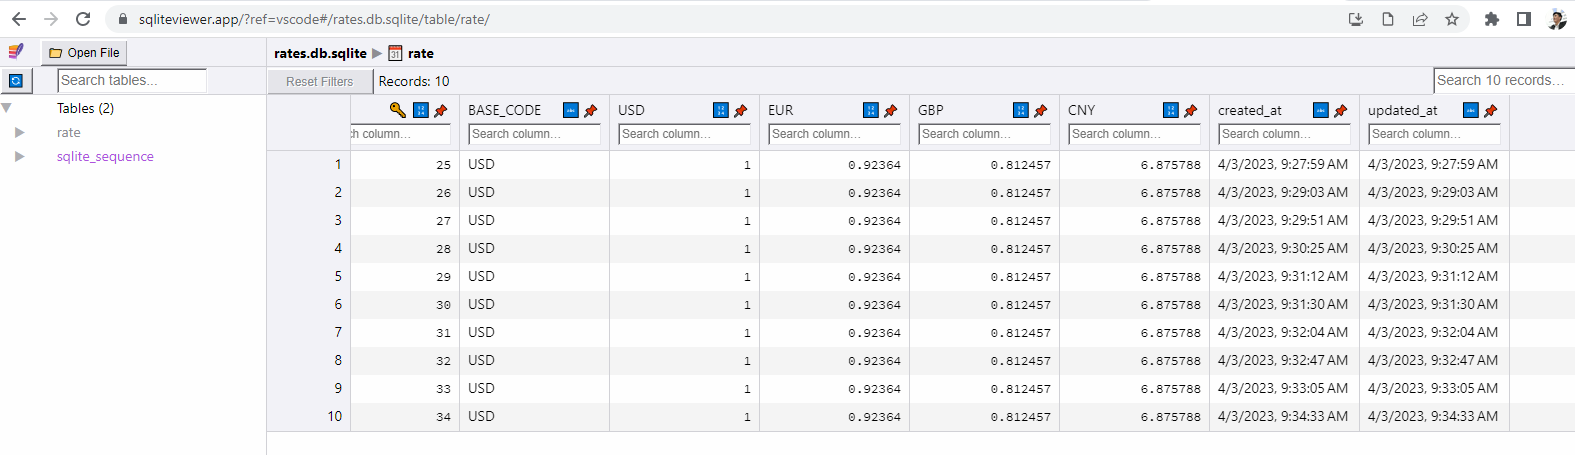 sqliteviewer.app/?ref=vscode#/rates.db.sqlite/table/rate/
Open File
rates.db.sqlite ▶ rate
Search tables...
Reset Filters Records: 10 Search 10 records...
Tables (2)
rate
sqlite_sequence
BASE_CODE USD EUR GBP CNY created_at updated_at
ch column... Search column... Search column... Search column... Search column... Search column... Search column... Search column...
1 25 USD 1 0.92364 0.812457 6.875788 4/3/2023, 9:27:59 AM 4/3/2023, 9:27:59 AM
2 26 USD 1 0.92364 0.812457 6.875788 4/3/2023, 9:29:03 AM 4/3/2023, 9:29:03 AM
3 27 USD 1 0.92364 0.812457 6.875788 4/3/2023, 9:29:51 AM 4/3/2023, 9:29:51 AM
4 28 USD 1 0.92364 0.812457 6.875788 4/3/2023, 9:30:25 AM 4/3/2023, 9:30:25 AM
5 29 USD 1 0.92364 0.812457 6.875788 4/3/2023, 9:31:12 AM 4/3/2023, 9:31:12 AM
6 30 USD 1 0.92364 0.812457 6.875788 4/3/2023, 9:31:30 AM 4/3/2023, 9:31:30 AM
7 31 USD 1 0.92364 0.812457 6.875788 4/3/2023, 9:32:04 AM 4/3/2023, 9:32:04 AM
8 32 USD 1 0.92364 0.812457 6.875788 4/3/2023, 9:32:47 AM 4/3/2023, 9:32:47 AM
9 33 USD 1 0.92364 0.812457 6.875788 4/3/2023, 9:33:05 AM 4/3/2023, 9:33:05 AM
10 34 USD 1 0.92364 0.812457 6.875788 4/3/2023, 9:34:33 AM 4/3/2023, 9:34:33 AM